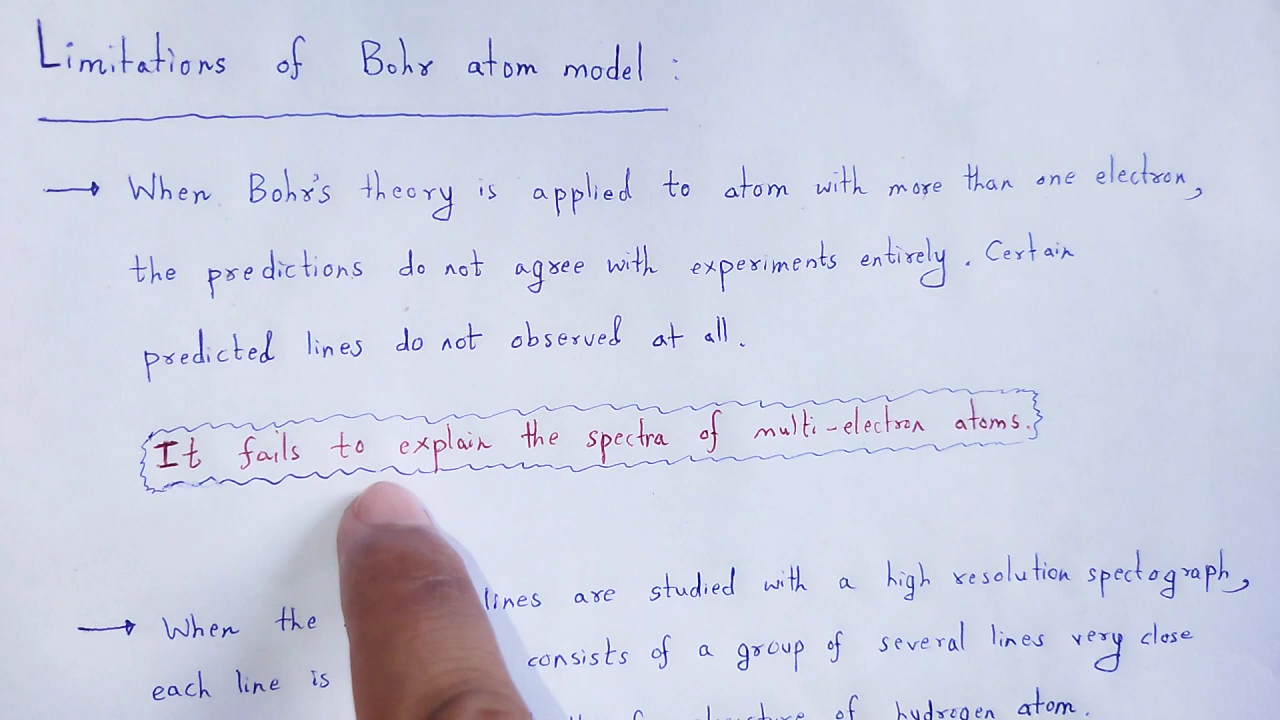 Limitations of Bohr atom model :
→ When Bohr's theory is applied to atom with more than one electron,
the predictions do not agree with experiments entirely. Certain
predicted lines do not observed at all.
It fails to explain the spectra of multi-electron atoms.
→ When the lines are studied with a high resolution spectograph,
each line is consists of a group of several lines very close
of hydrogen atom.